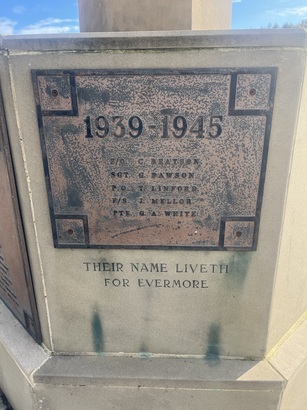 1939-1945
F/O C. BEATSON
SGT. G. DAWSON
P.O. T. LINFORD
F/S J. MELLOR
PTE. G. A. WHITE
THEIR NAME LIVETH
FOR EVERMORE